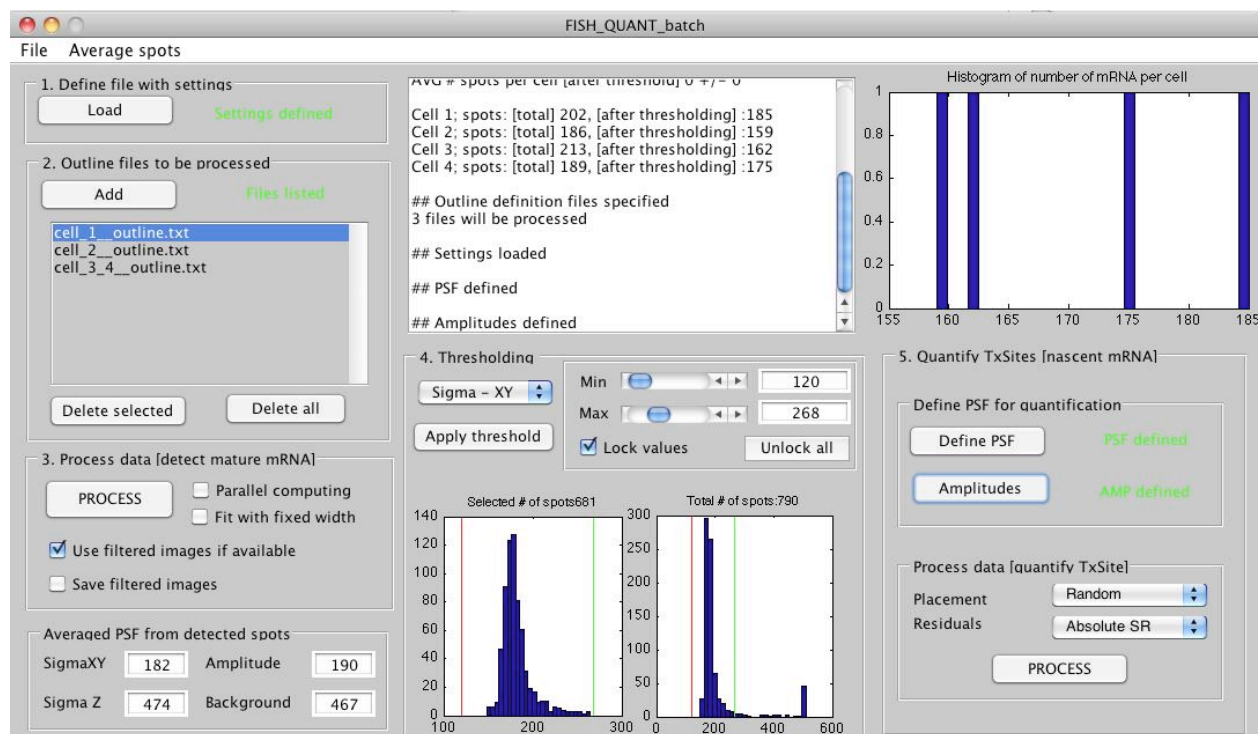 FISH_QUANT_batch
File Average spots
1. Define file with settings
Load
Settings defined
2. Outline files to be processed
Add
Files listed
cell_1__outline.txt
cell_2__outline.txt
cell_3_4__outline.txt
Delete selected
Delete all
3. Process data [detect mature mRNA]
PROCESS
Parallel computing
Fit with fixed width
Use filtered images if available
Save filtered images
Averaged PSF from detected spots
SigmaXY 182 Amplitude 190
Sigma Z 474 Background 467
AVG # spots per cell [after threshold] 0 +/- 0
Cell 1; spots: [total] 202, [after thresholding] :185
Cell 2; spots: [total] 186, [after thresholding] :159
Cell 3; spots: [total] 213, [after thresholding] :162
Cell 4; spots: [total] 189, [after thresholding] :175
## Outline definition files specified
3 files will be processed
## Settings loaded
## PSF defined
## Amplitudes defined
4. Thresholding
Sigma - XY
Apply threshold
Min 120
Max 268
Lock values
Unlock all
Selected # of spots681
140
120
100
80
60
40
20
0
100 200 300
Total # of spots:790
300
250
200
150
100
50
0
0 200 400 600
Histogram of number of mRNA per cell
1
0.8
0.6
0.4
0.2
0
155 160 165 170 175 180 185
5. Quantify TxSites [nascent mRNA]
Define PSF for quantification
Define PSF
PSF defined
Amplitudes
AMP defined
Process data [quantify TxSite]
Placement Random
Residuals Absolute SR
PROCESS